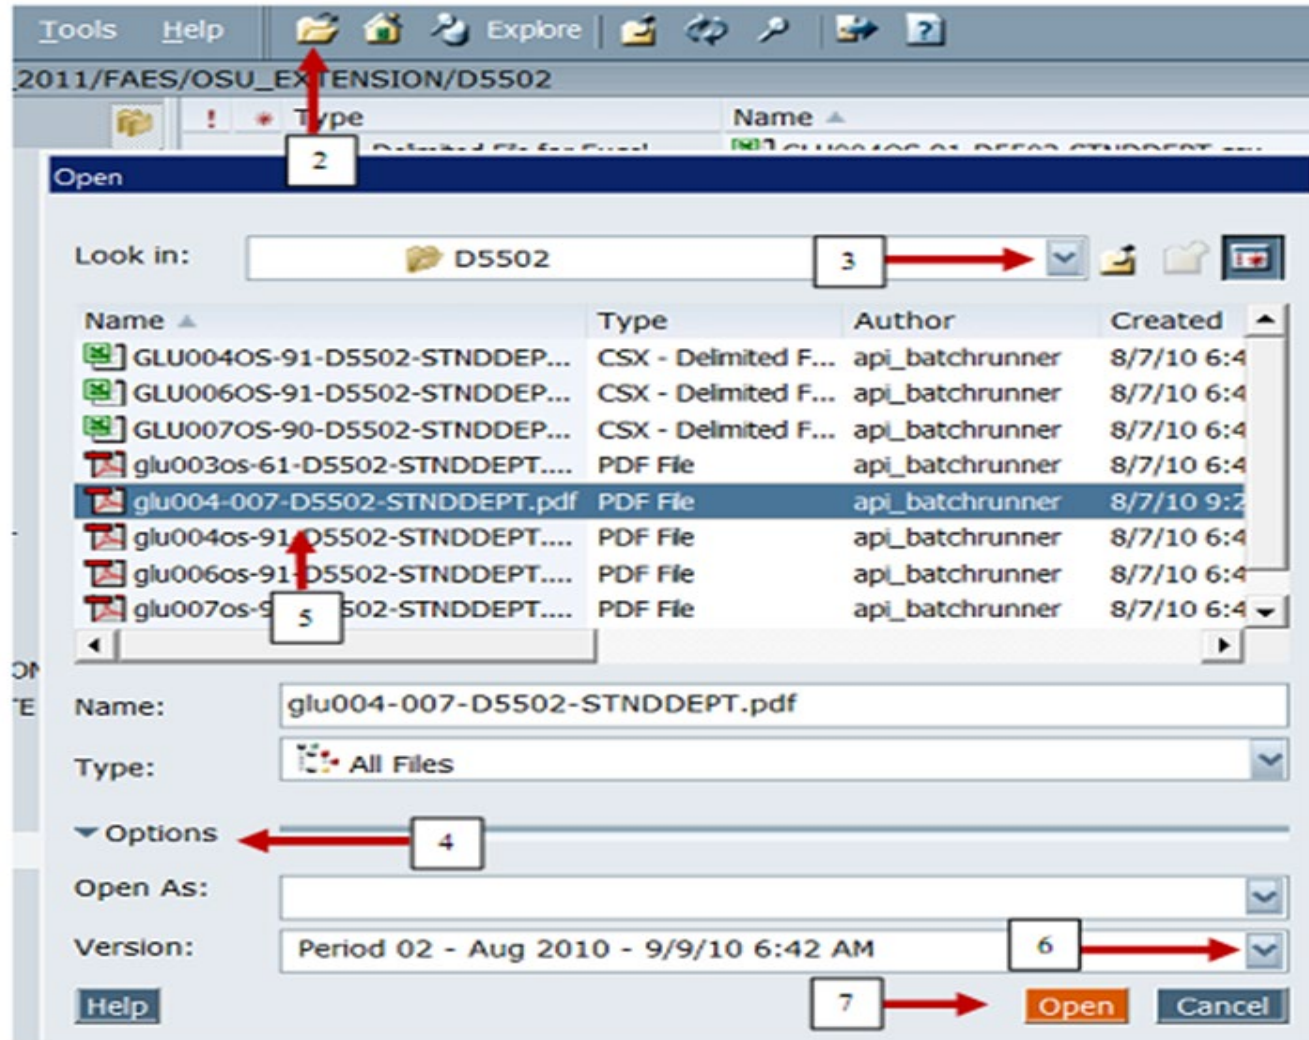 Tools Help Explore
_2011/FAES/OSU_EXTENSION/D5502
! * Type Name
2
Open
Look in: D5502 3
Name Type Author Created
GLU004OS-91-D5502-STNDDEP... CSX - Delimited F... api_batchrunner 8/7/10 6:4
GLU006OS-91-D5502-STNDDEP... CSX - Delimited F... api_batchrunner 8/7/10 6:4
GLU007OS-90-D5502-STNDDEP... CSX - Delimited F... api_batchrunner 8/7/10 6:4
glu003os-61-D5502-STNDDEPT.... PDF File api_batchrunner 8/7/10 6:4
glu004-007-D5502-STNDDEPT.pdf PDF File api_batchrunner 8/7/10 9:2
glu004os-91-D5502-STNDDEPT.... PDF File api_batchrunner 8/7/10 6:4
glu006os-91-D5502-STNDDEPT.... PDF File api_batchrunner 8/7/10 6:4
glu007os-9 5 502-STNDDEPT.... PDF File api_batchrunner 8/7/10 6:4
Name: glu004-007-D5502-STNDDEPT.pdf
Type: All Files
Options 4
Open As:
Version: Period 02 - Aug 2010 - 9/9/10 6:42 AM 6
Help 7 Open Cancel